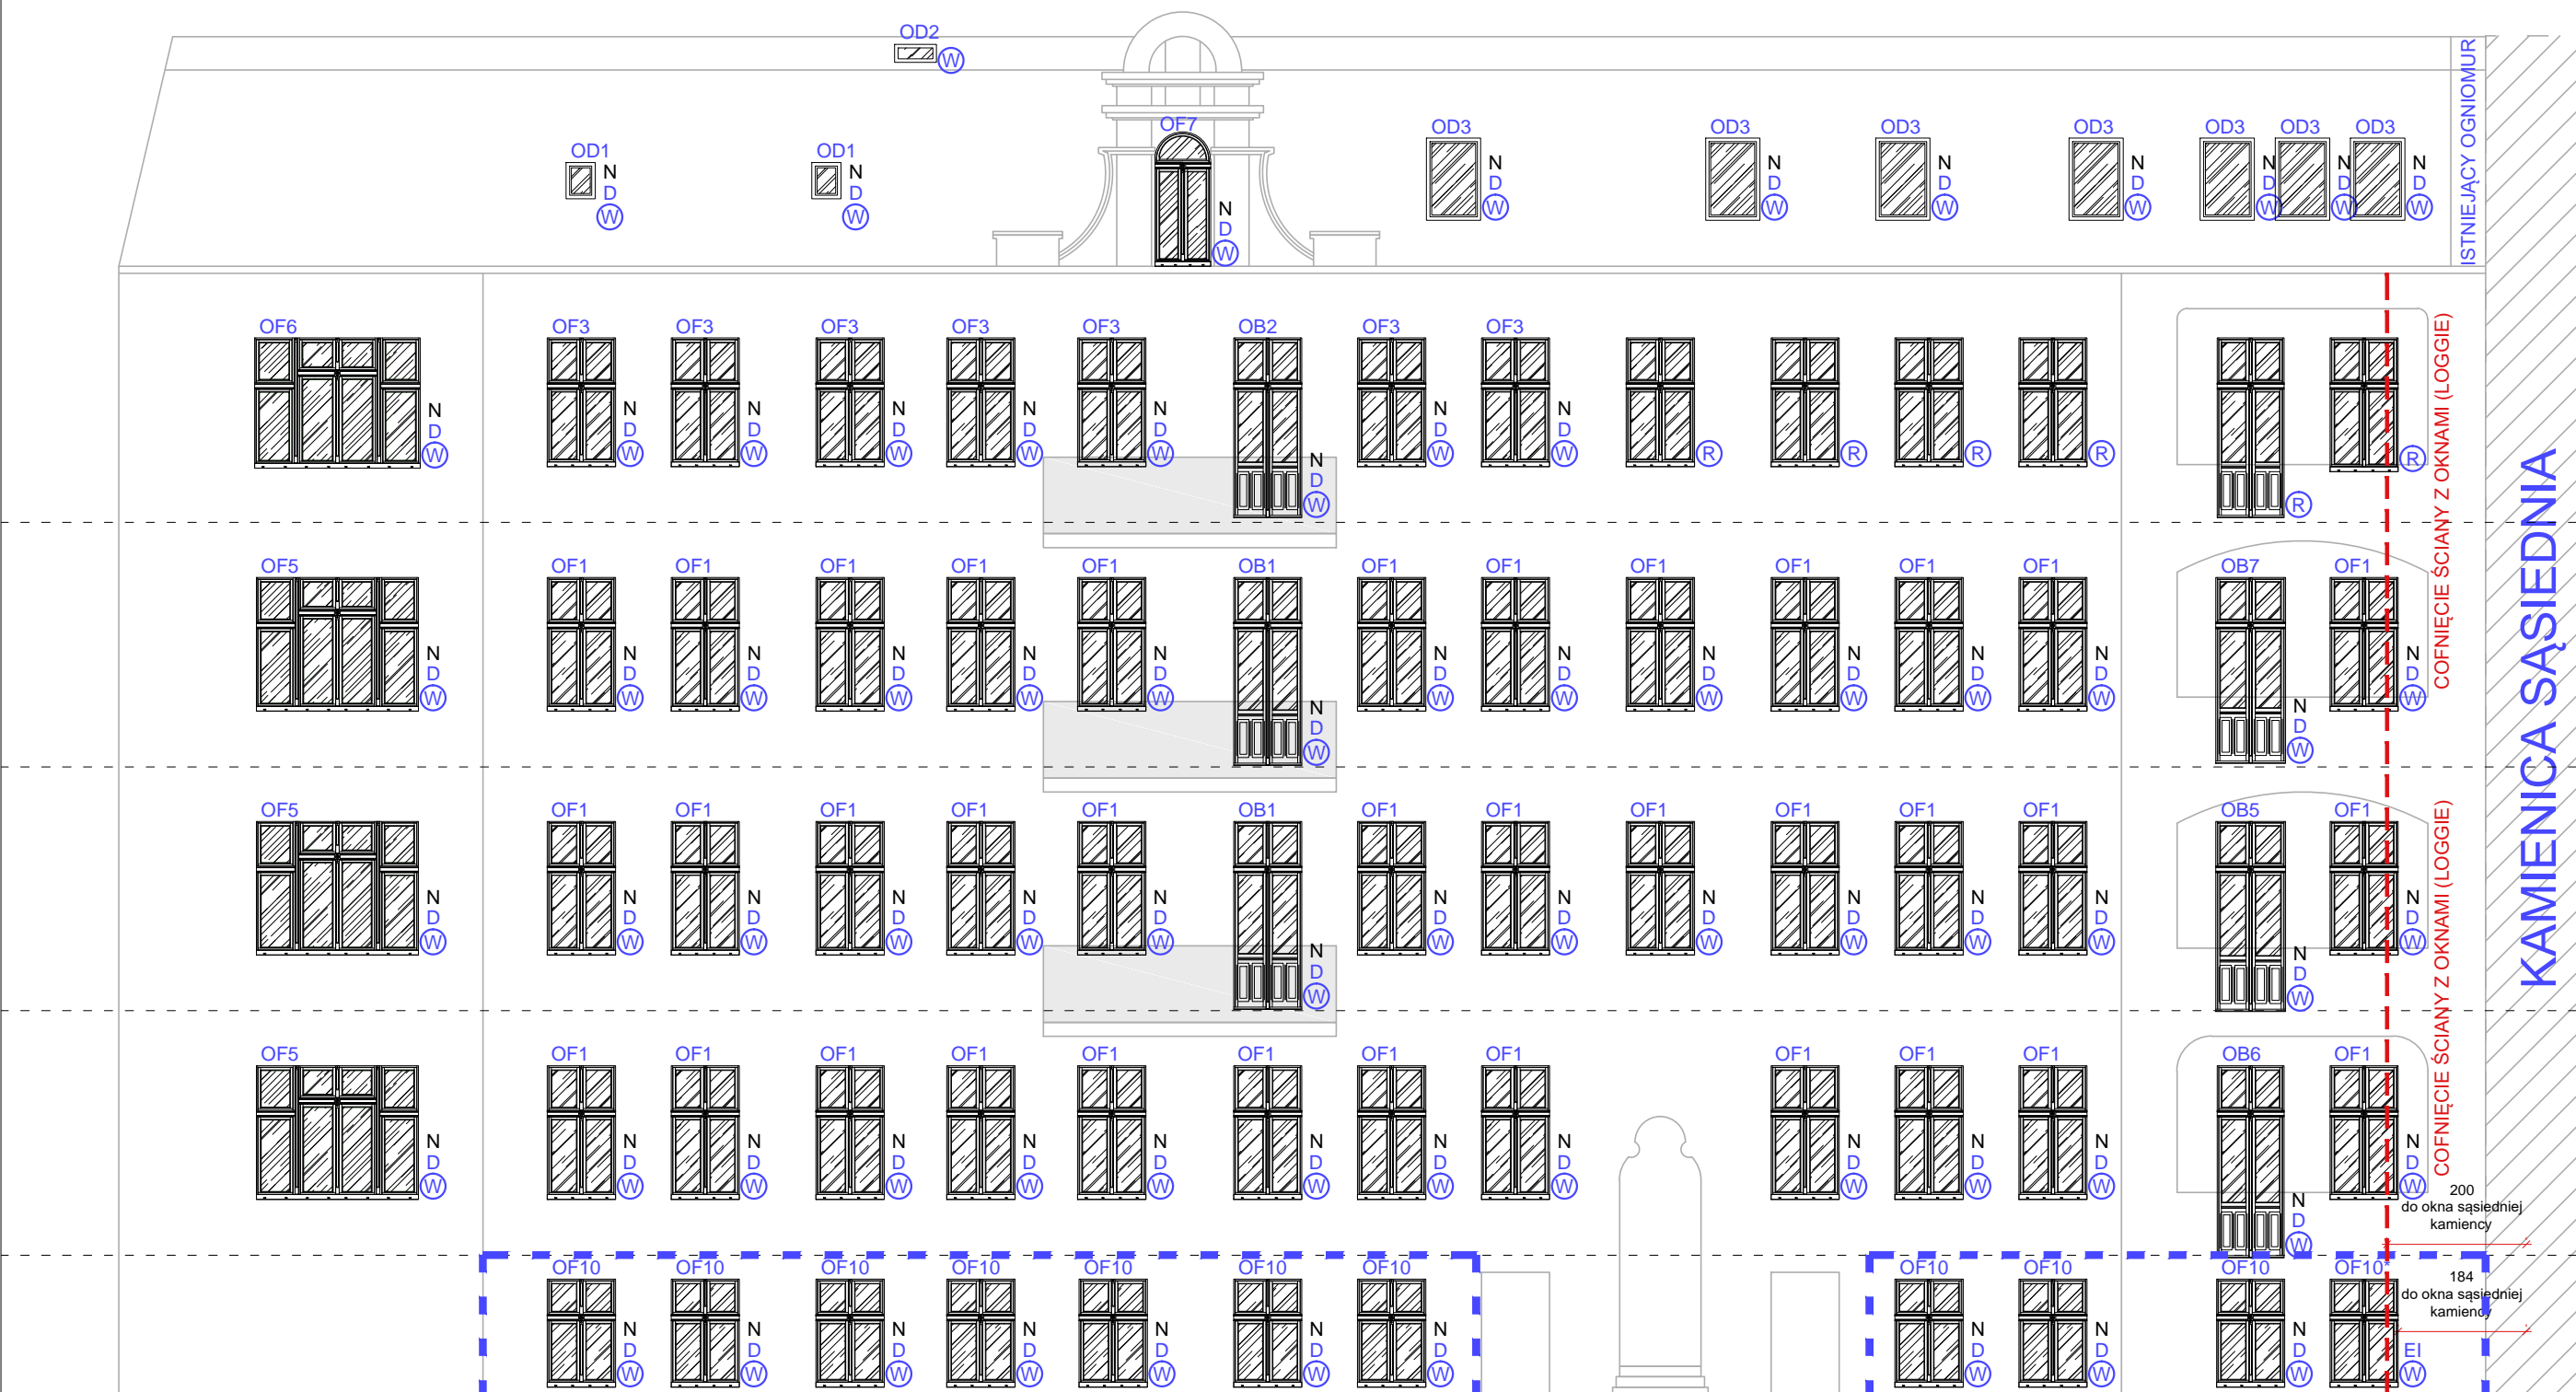 OD2
W
OF7
OD1 OD1 OD3 OD3 OD3 OD3 OD3 OD3 OD3
N N N N N N N N N N
D D D D D D D D D D
W W W W W W W W W W
ISTNIEJĄCY OGNIOMUR
OF6 OF3 OF3 OF3 OF3 OF3 OB2 OF3 OF3
N N N N N N N N N
D D D D D D D D D
W W W W W W W W W R R R R R R
COFNIĘCIE ŚCIANY Z OKNAMI (LOGGIE)
KAMIENICA SĄSIEDNIA
OF5 OF1 OF1 OF1 OF1 OF1 OB1 OF1 OF1 OF1 OF1 OF1 OF1 OB7 OF1
N N N N N N N N N N N N N N N
D D D D D D D D D D D D D D D
W W W W W W W W W W W W W W W
OF5 OF1 OF1 OF1 OF1 OF1 OB1 OF1 OF1 OF1 OF1 OF1 OF1 OB5 OF1
N N N N N N N N N N N N N N N
D D D D D D D D D D D D D D D
W W W W W W W W W W W W W W W
COFNIĘCIE ŚCIANY Z OKNAMI (LOGGIE)
OF5 OF1 OF1 OF1 OF1 OF1 OF1 OF1 OF1 OF1 OF1 OF1 OB6 OF1
N N N N N N N N N N N N N N
D D D D D D D D D D D D D D
W W W W W W W W W W W W W W
200
do okna sąsiedniej
kamiency
OF10 OF10 OF10 OF10 OF10 OF10 OF10 OF10 OF10 OF10 OF10*
184
do okna sąsiedniej
kamiency
N N N N N N N N N N
D D D D D D D D D D EI
W W W W W W W W W W W